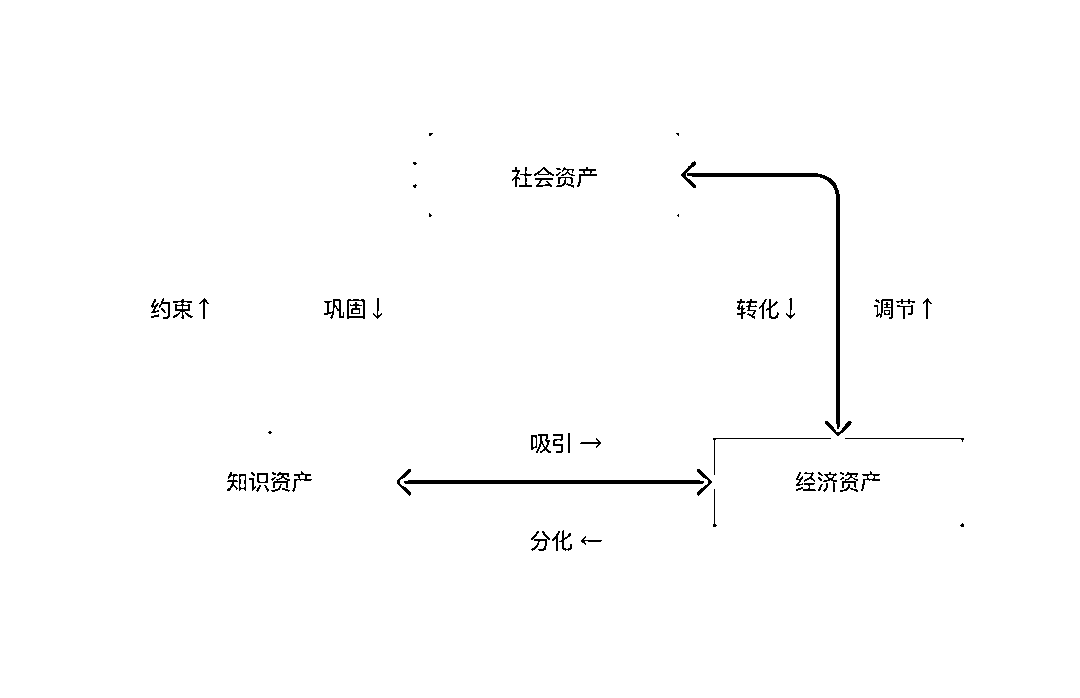 社会资产
约束↑
巩固↓
转化↓
调节↑
吸引 →
知识资产
经济资产
分化 ←